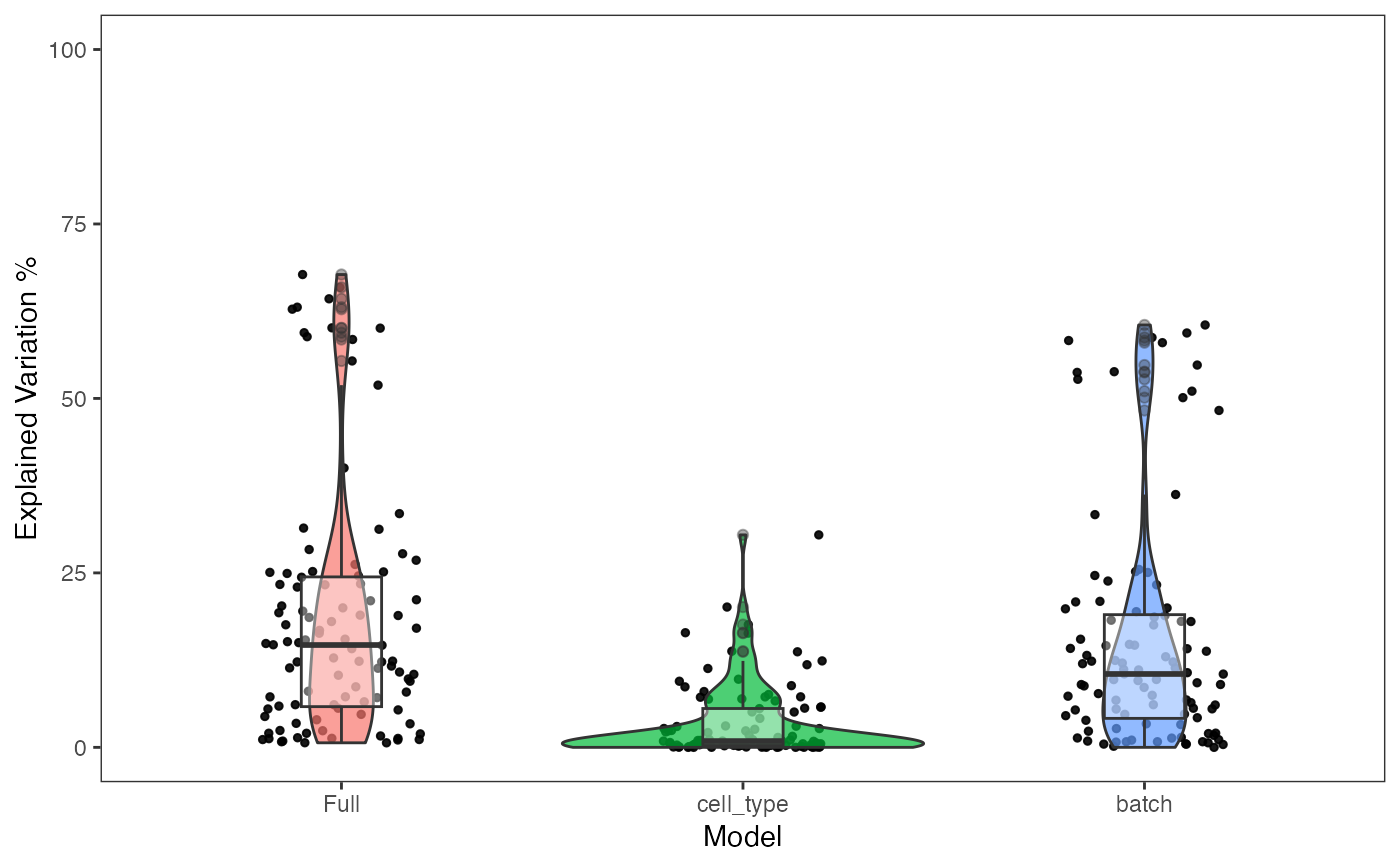 Explained Variation %
100
75
50
25
0
Full
cell_type
batch
Model